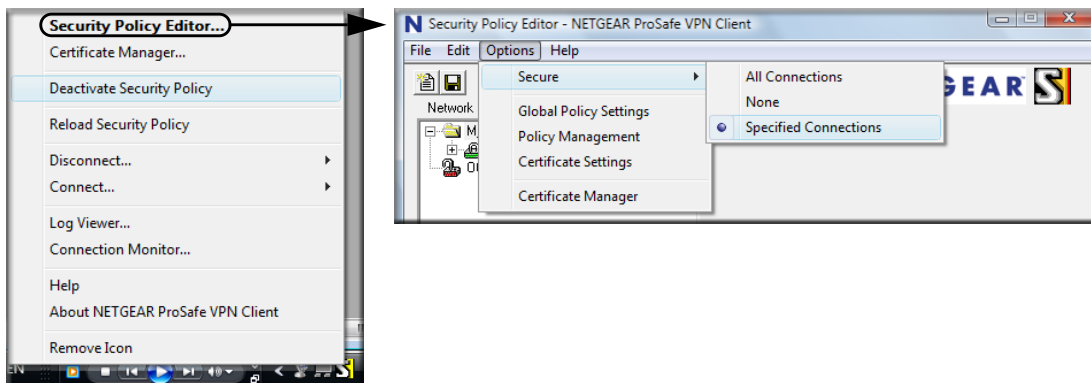 Security Policy Editor...
Certificate Manager...
Deactivate Security Policy
Reload Security Policy
Disconnect...
Connect...
Log Viewer...
Connection Monitor...
Help
About NETGEAR ProSafe VPN Client
Remove Icon
EN
N Security Policy Editor - NETGEAR ProSafe VPN Client
File Edit Options Help
Secure
Global Policy Settings
Policy Management
Certificate Settings
Certificate Manager
All Connections
None
Specified Connections
Network
GEAR S